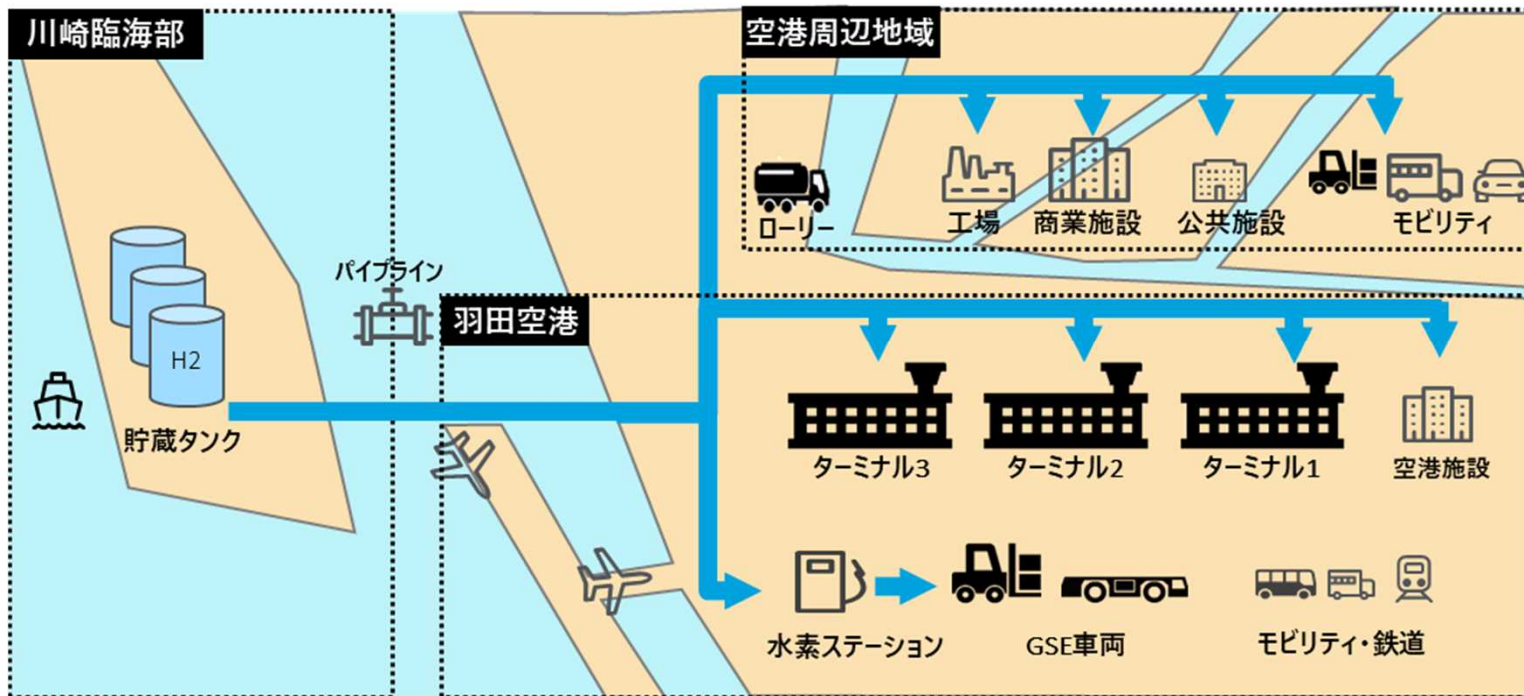 川崎臨海部
空港周辺地域
ローリー
工場
商業施設
公共施設
モビリティ
パイプライン
羽田空港
H2
貯蔵タンク
ターミナル3
ターミナル2
ターミナル1
空港施設
水素ステーション
GSE車両
モビリティ・鉄道